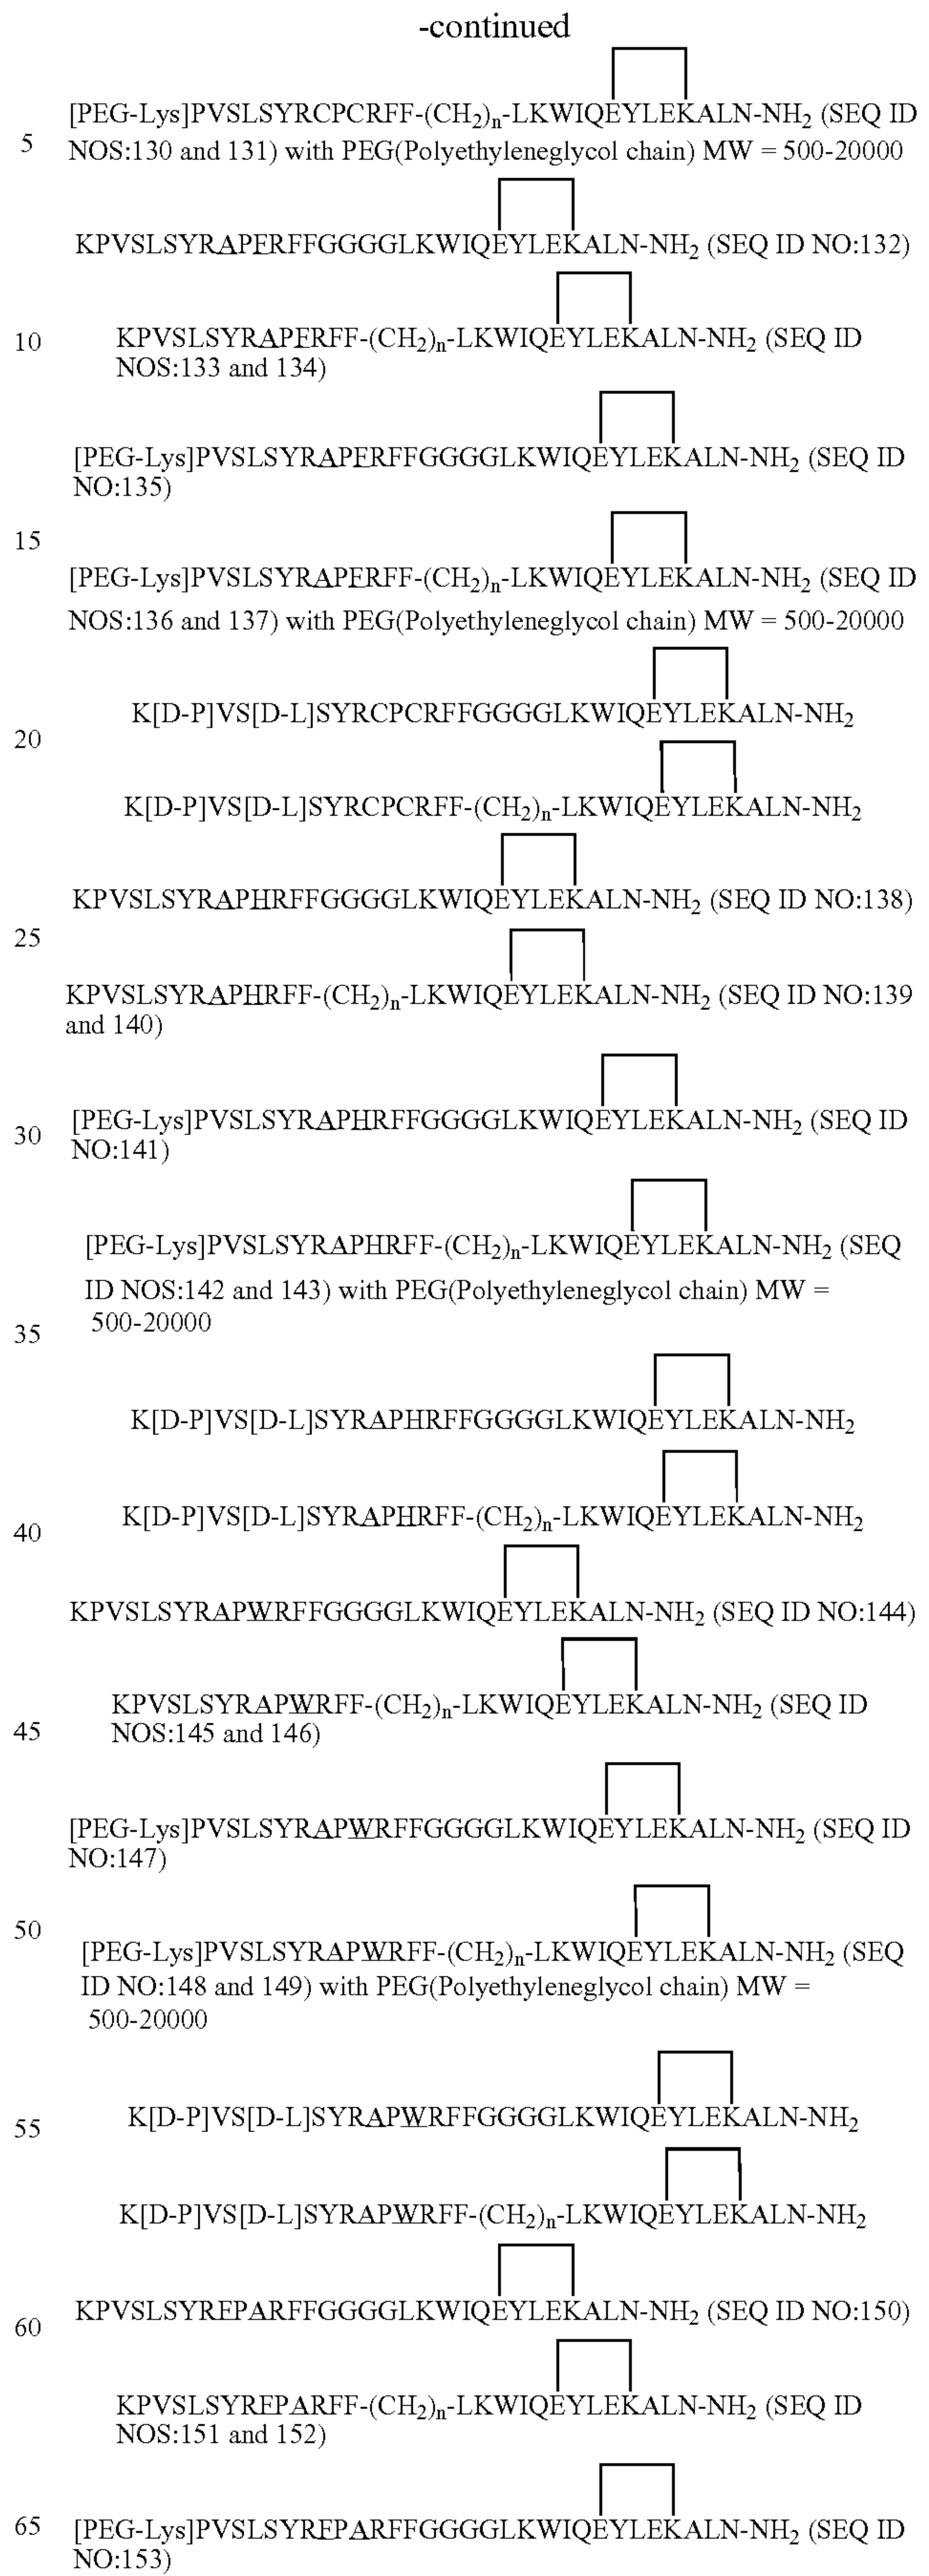 -continued
[PEG-Lys]PVSLSYRCPCRFF-(CH₂)ₙ-LKWIQEYLEKALN-NH₂ (SEQ ID
5
NOS:130 and 131) with PEG(Polyethyleneglycol chain) MW = 500-20000
KPVSLSYRAPFRFFGGGGLKWIQEYLEKALN-NH₂ (SEQ ID NO:132)
10
KPVSLSYRAPFRFF-(CH₂)ₙ-LKWIQEYLEKALN-NH₂ (SEQ ID
NOS:133 and 134)
[PEG-Lys]PVSLSYRAPFRFFGGGGLKWIQEYLEKALN-NH₂ (SEQ ID
NO:135)
15
[PEG-Lys]PVSLSYRAPFRFF-(CH₂)ₙ-LKWIQEYLEKALN-NH₂ (SEQ ID
NOS:136 and 137) with PEG(Polyethyleneglycol chain) MW = 500-20000
K[D-P]VS[D-L]SYRCPCRFFGGGGLKWIQEYLEKALN-NH₂
20
K[D-P]VS[D-L]SYRCPCRFF-(CH₂)ₙ-LKWIQEYLEKALN-NH₂
KPVSLSYRAPHRFFGGGGLKWIQEYLEKALN-NH₂ (SEQ ID NO:138)
25
KPVSLSYRAPHRFF-(CH₂)ₙ-LKWIQEYLEKALN-NH₂ (SEQ ID NO:139
and 140)
[PEG-Lys]PVSLSYRAPHRFFGGGGLKWIQEYLEKALN-NH₂ (SEQ ID
30
NO:141)
[PEG-Lys]PVSLSYRAPHRFF-(CH₂)ₙ-LKWIQEYLEKALN-NH₂ (SEQ
ID NOS:142 and 143) with PEG(Polyethyleneglycol chain) MW =
500-20000
35
K[D-P]VS[D-L]SYRAPHRFFGGGGLKWIQEYLEKALN-NH₂
K[D-P]VS[D-L]SYRAPHRFF-(CH₂)ₙ-LKWIQEYLEKALN-NH₂
40
KPVSLSYRAPWRFFGGGGLKWIQEYLEKALN-NH₂ (SEQ ID NO:144)
KPVSLSYRAPWRFF-(CH₂)ₙ-LKWIQEYLEKALN-NH₂ (SEQ ID
45
NOS:145 and 146)
[PEG-Lys]PVSLSYRAPWRFFGGGGLKWIQEYLEKALN-NH₂ (SEQ ID
NO:147)
50
[PEG-Lys]PVSLSYRAPWRFF-(CH₂)ₙ-LKWIQEYLEKALN-NH₂ (SEQ
ID NO:148 and 149) with PEG(Polyethyleneglycol chain) MW =
500-20000
K[D-P]VS[D-L]SYRAPWRFFGGGGLKWIQEYLEKALN-NH₂
55
K[D-P]VS[D-L]SYRAPWRFF-(CH₂)ₙ-LKWIQEYLEKALN-NH₂
KPVSLSYRFPARFFGGGGLKWIQEYLEKALN-NH₂ (SEQ ID NO:150)
60
KPVSLSYRFPARFF-(CH₂)ₙ-LKWIQEYLEKALN-NH₂ (SEQ ID
NOS:151 and 152)
65
[PEG-Lys]PVSLSYRFPARFFGGGGLKWIQEYLEKALN-NH₂ (SEQ ID
NO:153)